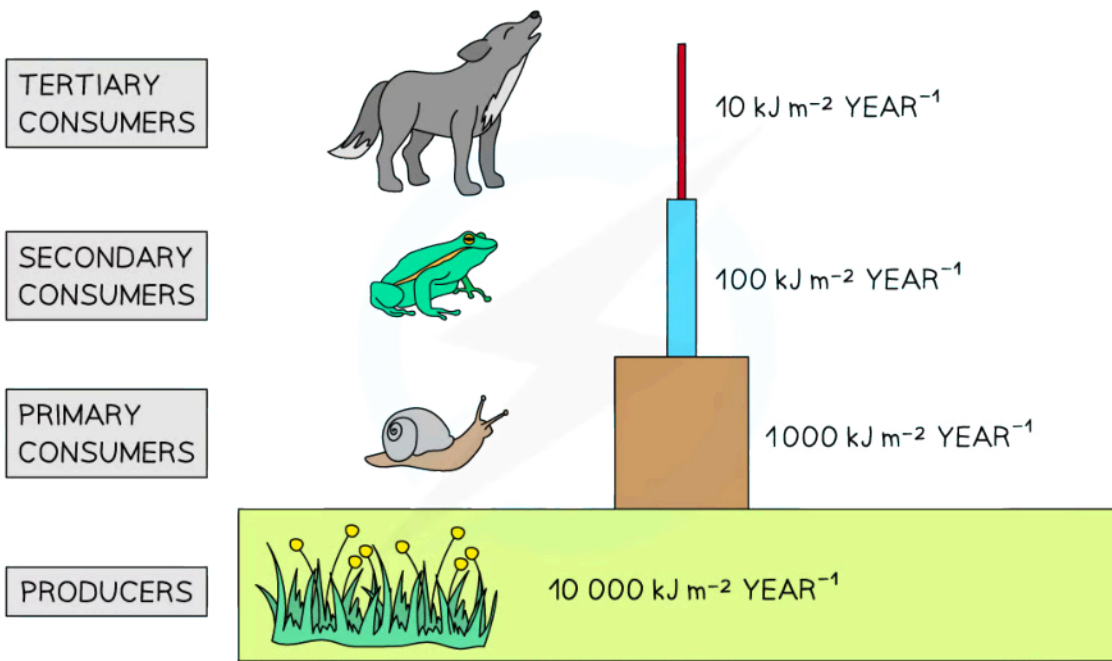 TERTIARY
CONSUMERS
10 kJ m⁻² YEAR⁻¹
SECONDARY
CONSUMERS
100 kJ m⁻² YEAR⁻¹
PRIMARY
CONSUMERS
1000 kJ m⁻² YEAR⁻¹
PRODUCERS
10 000 kJ m⁻² YEAR⁻¹